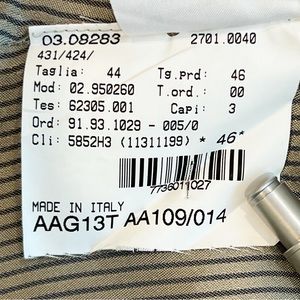 03.08283 2701.0040
431/424/
Taglia: 44 Tg.prd: 46
Mod: 02.950260 T.ord.: 00
Tes: 62305.001 Capi: 3
Ord: 91.93.1029 - 005/0
Cli: 5852H3 (11311199) * 46*
7736011027
MADE IN ITALY
AAG13T AA109/014